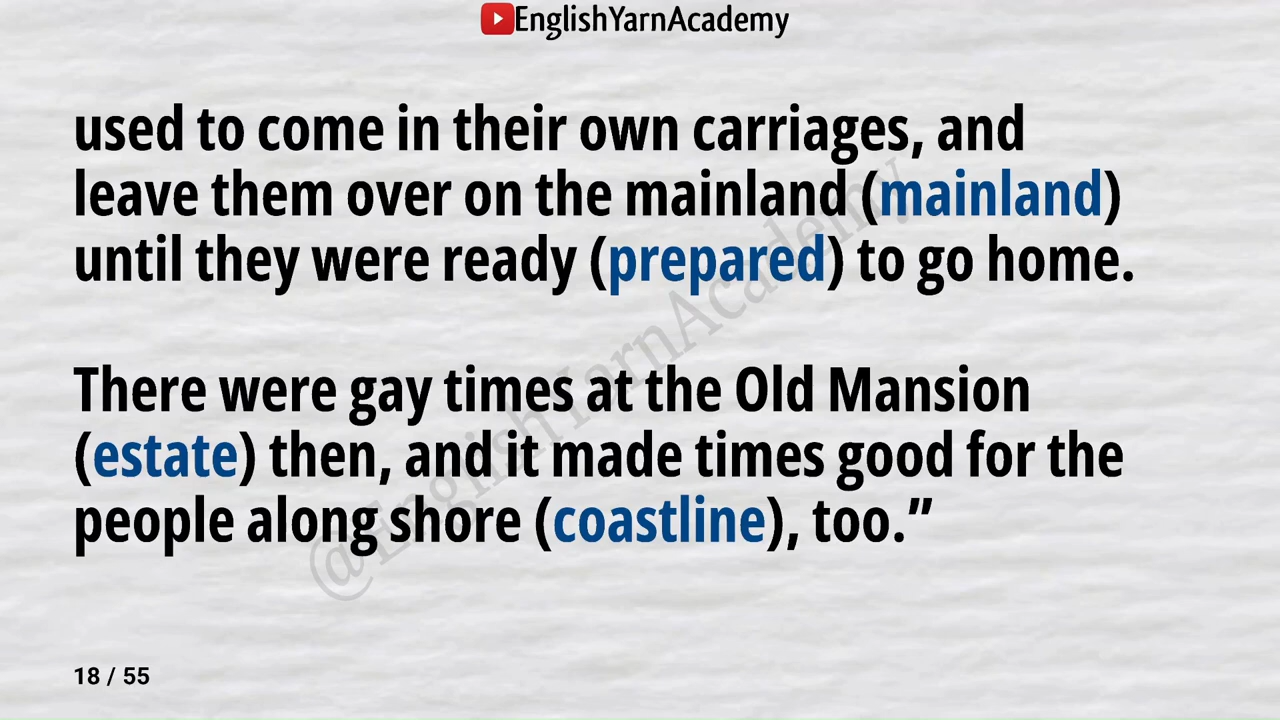 EnglishYarnAcademy
used to come in their own carriages, and
leave them over on the mainland (mainland)
until they were ready (prepared) to go home.
There were gay times at the Old Mansion
(estate) then, and it made times good for the
people along shore (coastline), too.”
@EnglishYarnAcademy
18 / 55